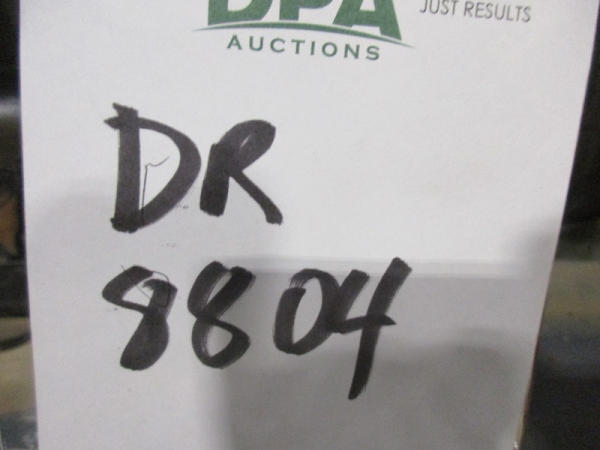 DPA
JUST RESULTS
AUCTIONS
DR
8804